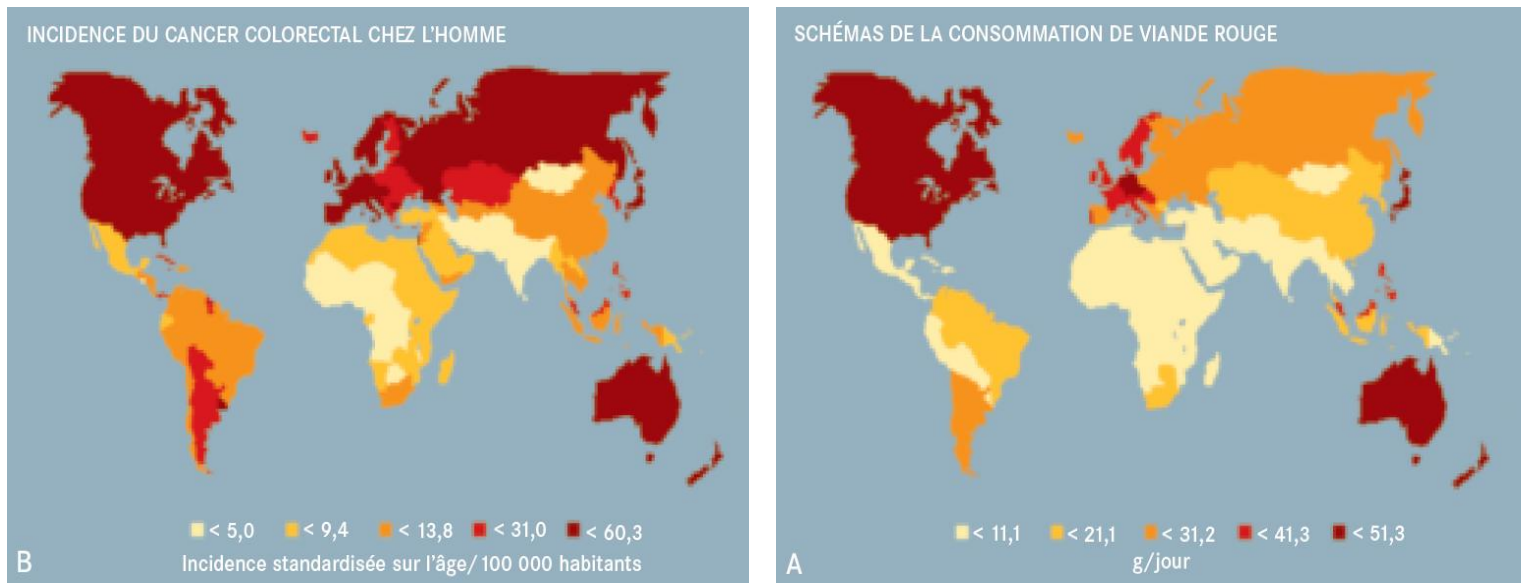 INCIDENCE DU CANCER COLORECTAL CHEZ L'HOMME
< 5,0 < 9,4 < 13,8 < 31,0 < 60,3
B Incidence standardisée sur l'âge/ 100 000 habitants
SCHÉMAS DE LA CONSOMMATION DE VIANDE ROUGE
< 11,1 < 21,1 < 31,2 < 41,3 < 51,3
A g/jour